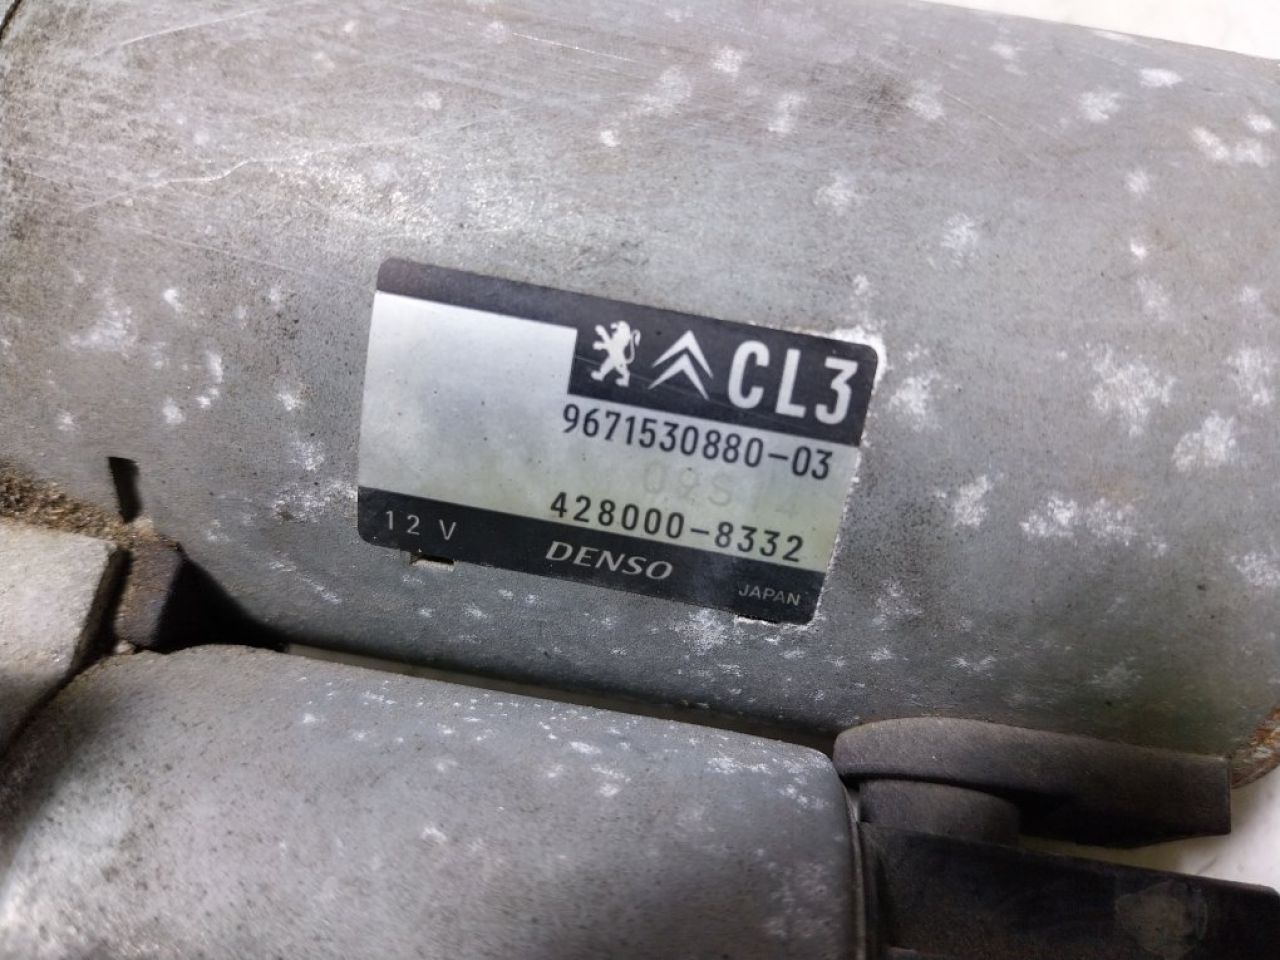 CL3
9671530880-03
428000-8332
12 V
DENSO
JAPAN